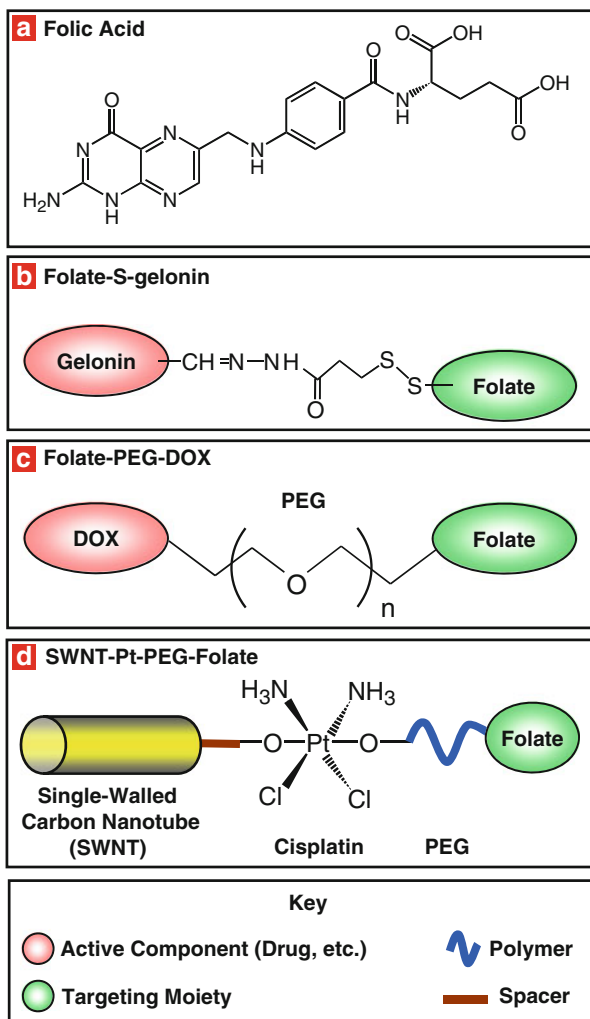 a Folic Acid
O
OH
O
OH
O
N
H
O
N
N
H
HN
N
N
H
H₂N
b Folate-S-gelonin
Gelonin
CH=N-NH
O
S
S
Folate
c Folate-PEG-DOX
PEG
DOX
O
n
Folate
d SWNT-Pt-PEG-Folate
H₃N
NH₃
O
Pt
O
Folate
Cl
Cl
Single-Walled
Carbon Nanotube
(SWNT)
Cisplatin
PEG
Key
Active Component (Drug, etc.)
Polymer
Targeting Moiety
Spacer